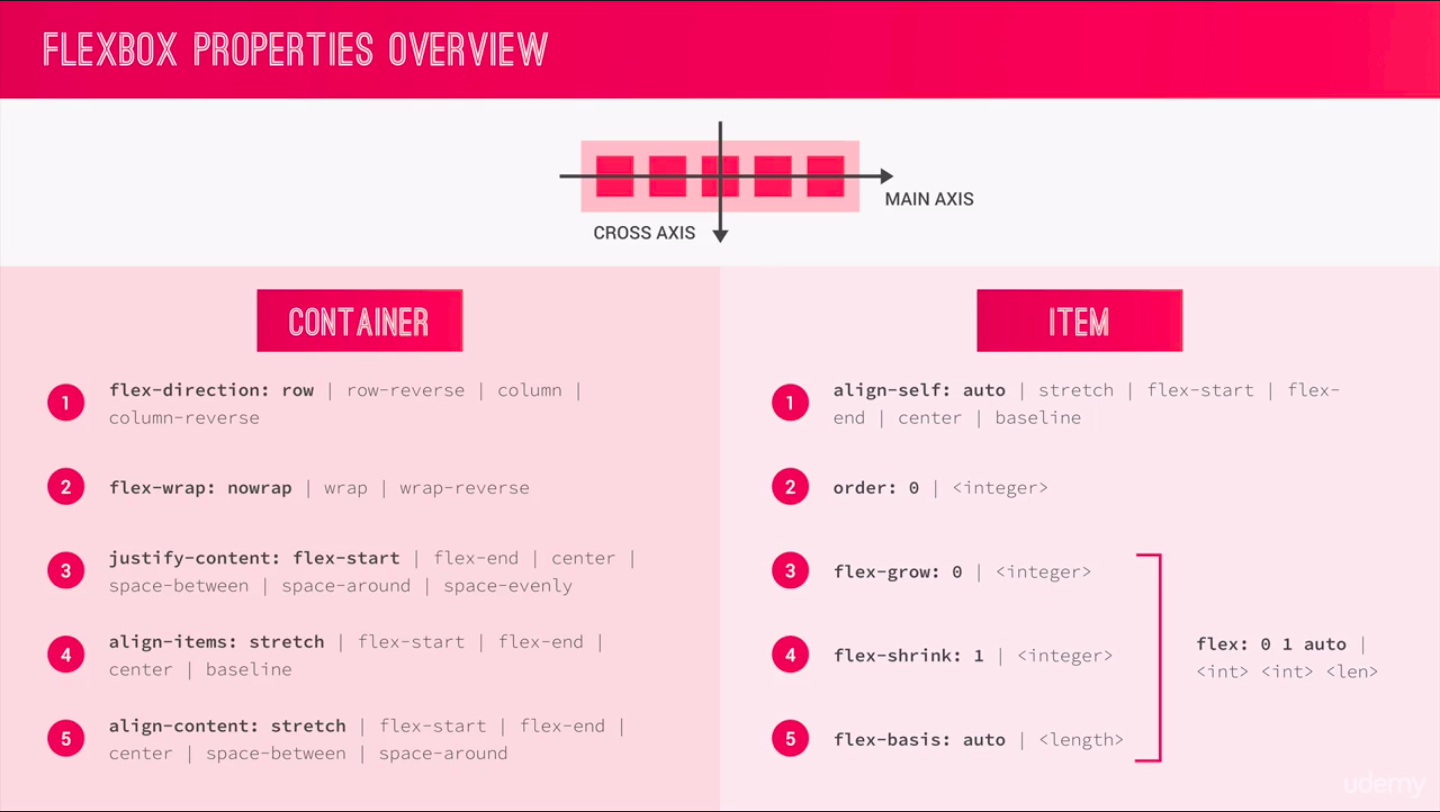 FLEXBOX PROPERTIES OVERVIEW
MAIN AXIS
CROSS AXIS
CONTAINER
1 flex-direction: row | row-reverse | column |
column-reverse
2 flex-wrap: nowrap | wrap | wrap-reverse
3 justify-content: flex-start | flex-end | center |
space-between | space-around | space-evenly
4 align-items: stretch | flex-start | flex-end |
center | baseline
5 align-content: stretch | flex-start | flex-end |
center | space-between | space-around
ITEM
1 align-self: auto | stretch | flex-start | flex-
end | center | baseline
2 order: 0 | <integer>
3 flex-grow: 0 | <integer>
4 flex-shrink: 1 | <integer>
5 flex-basis: auto | <length>
flex: 0 1 auto |
<int> <int> <len>
udemy